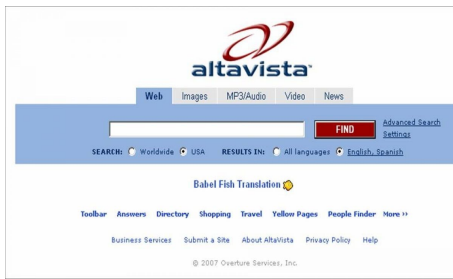 altavista™
Web Images MP3/Audio Video News
FIND Advanced Search
Settings
SEARCH: Worldwide USA RESULTS IN: All languages English, Spanish
Babel Fish Translation
Toolbar Answers Directory Shopping Travel Yellow Pages People Finder More >>
Business Services Submit a Site About AltaVista Privacy Policy Help
© 2007 Overture Services, Inc.